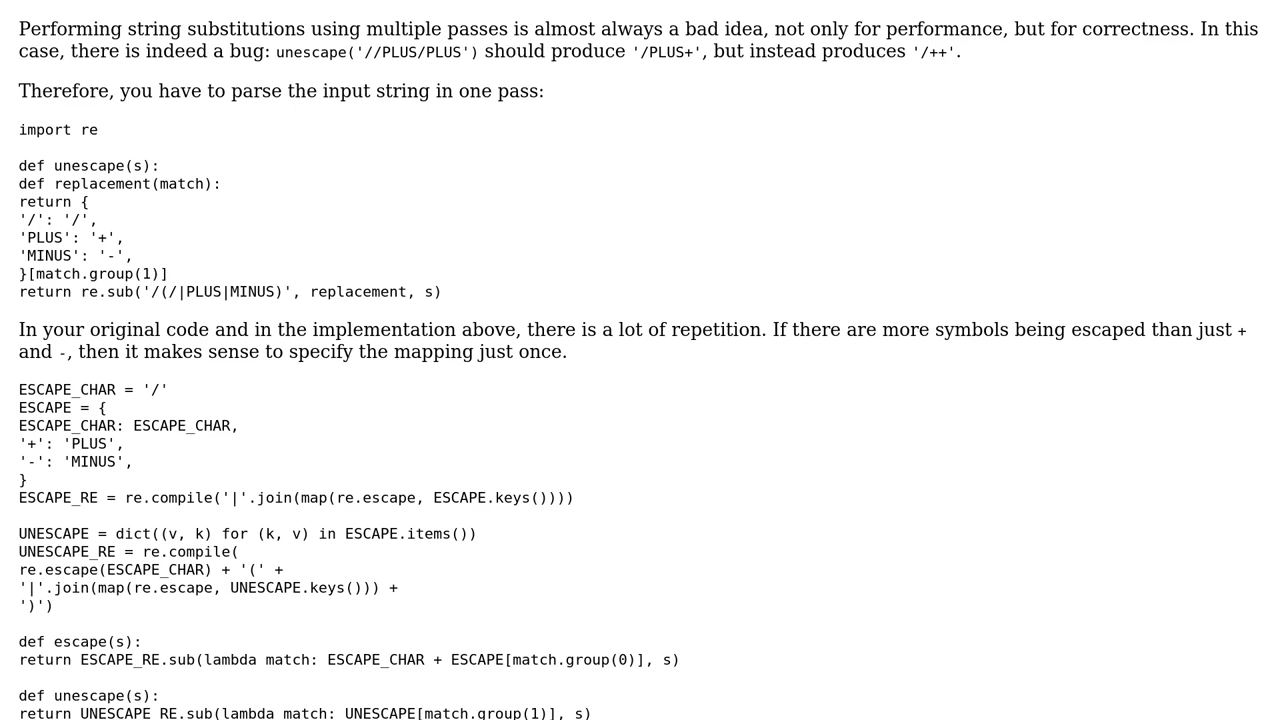 Performing string substitutions using multiple passes is almost always a bad idea, not only for performance, but for correctness. In this
case, there is indeed a bug: unescape('//PLUS/PLUS') should produce '/PLUS+', but instead produces '/++'.
Therefore, you have to parse the input string in one pass:
import re
def unescape(s):
def replacement(match):
return {
'/': '/',
'PLUS': '+',
'MINUS': '-',
}[match.group(1)]
return re.sub('/(/|PLUS|MINUS)', replacement, s)
In your original code and in the implementation above, there is a lot of repetition. If there are more symbols being escaped than just +
and -, then it makes sense to specify the mapping just once.
ESCAPE_CHAR = '/'
ESCAPE = {
ESCAPE_CHAR: ESCAPE_CHAR,
'+': 'PLUS',
'-': 'MINUS',
}
ESCAPE_RE = re.compile('|'.join(map(re.escape, ESCAPE.keys())))
UNESCAPE = dict((v, k) for (k, v) in ESCAPE.items())
UNESCAPE_RE = re.compile(
re.escape(ESCAPE_CHAR) + '(' +
'|'.join(map(re.escape, UNESCAPE.keys())) +
')')
def escape(s):
return ESCAPE_RE.sub(lambda match: ESCAPE_CHAR + ESCAPE[match.group(0)], s)
def unescape(s):
return UNESCAPE_RE.sub(lambda match: UNESCAPE[match.group(1)], s)